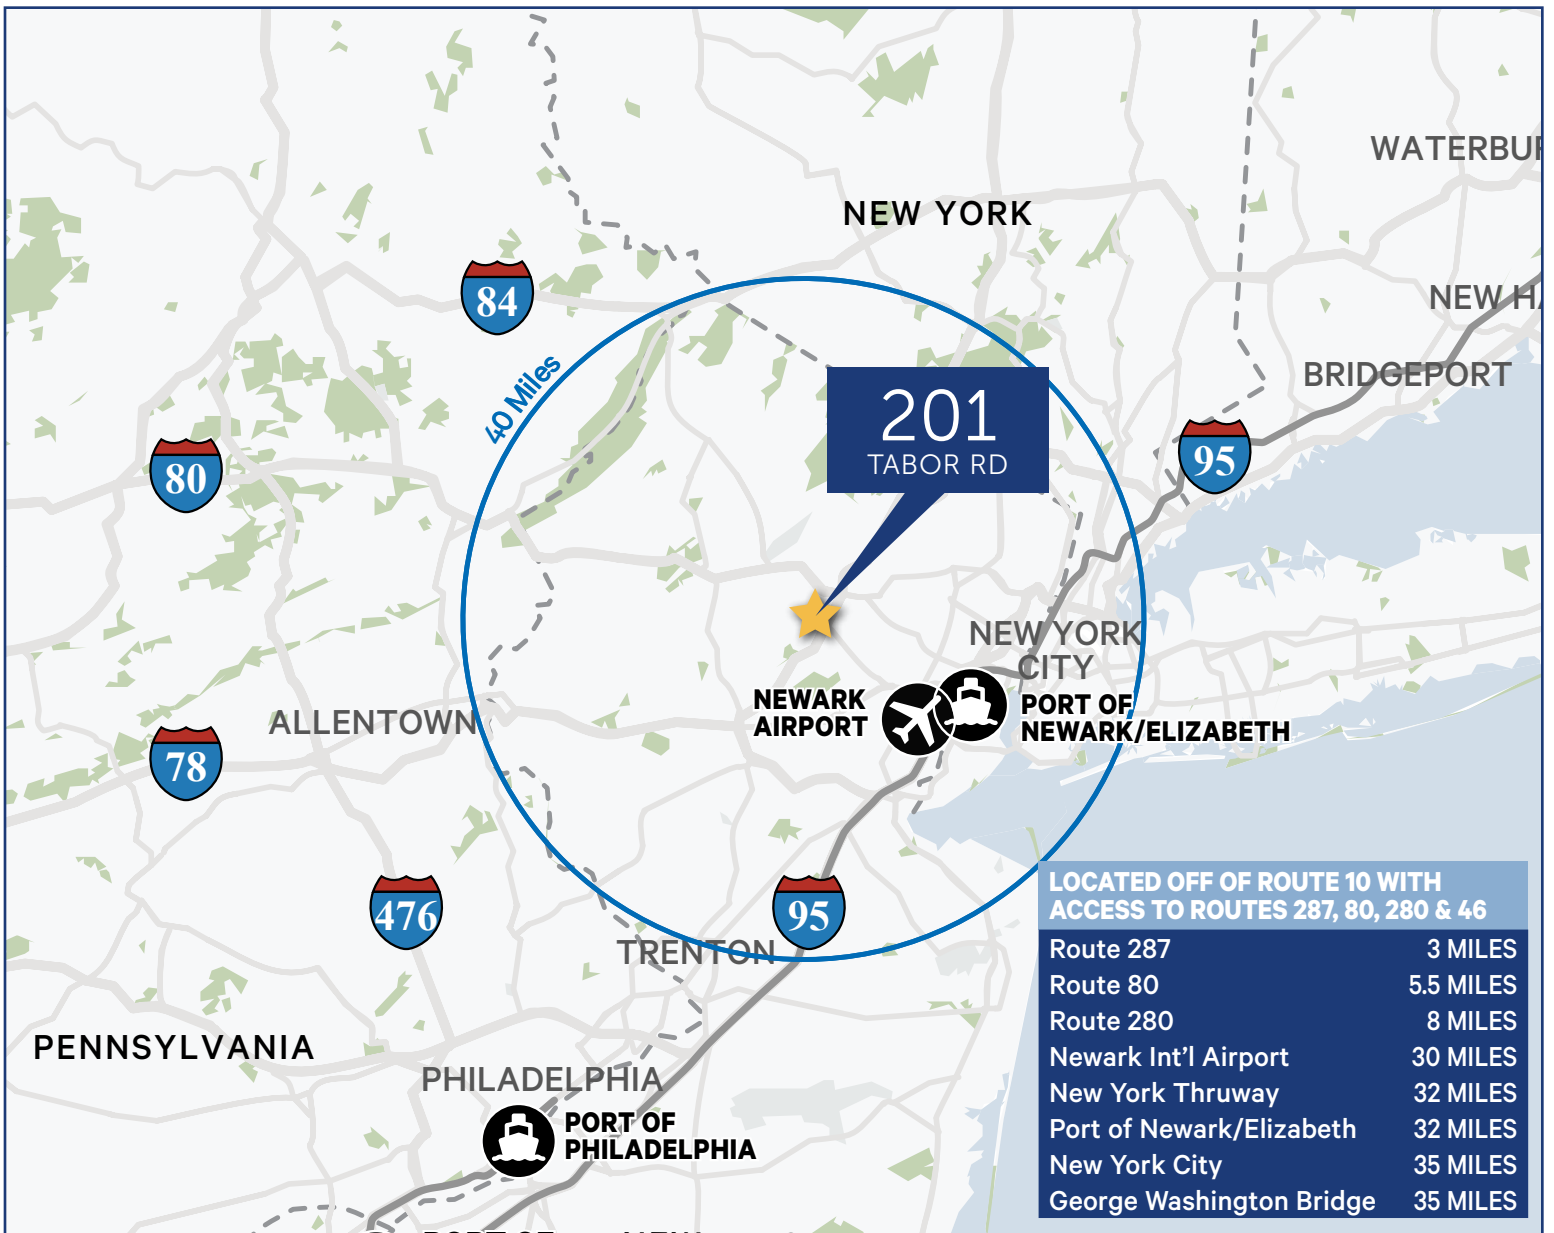 WATERBU
NEW YORK
84
NEW H
40 Miles
BRIDGEPORT
201
TABOR RD
80
95
NEW YORK
CITY
NEWARK
AIRPORT
PORT OF
NEWARK/ELIZABETH
ALLENTOWN
78
476
95
TRENTON
LOCATED OFF OF ROUTE 10 WITH
ACCESS TO ROUTES 287, 80, 280 & 46
Route 287 3 MILES
Route 80 5.5 MILES
Route 280 8 MILES
Newark Int’l Airport 30 MILES
New York Thruway 32 MILES
Port of Newark/Elizabeth 32 MILES
New York City 35 MILES
George Washington Bridge 35 MILES
PENNSYLVANIA
PHILADELPHIA
PORT OF
PHILADELPHIA